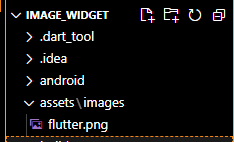 IMAGE_WIDGET
.dart_tool
.idea
android
assets\images
flutter.png